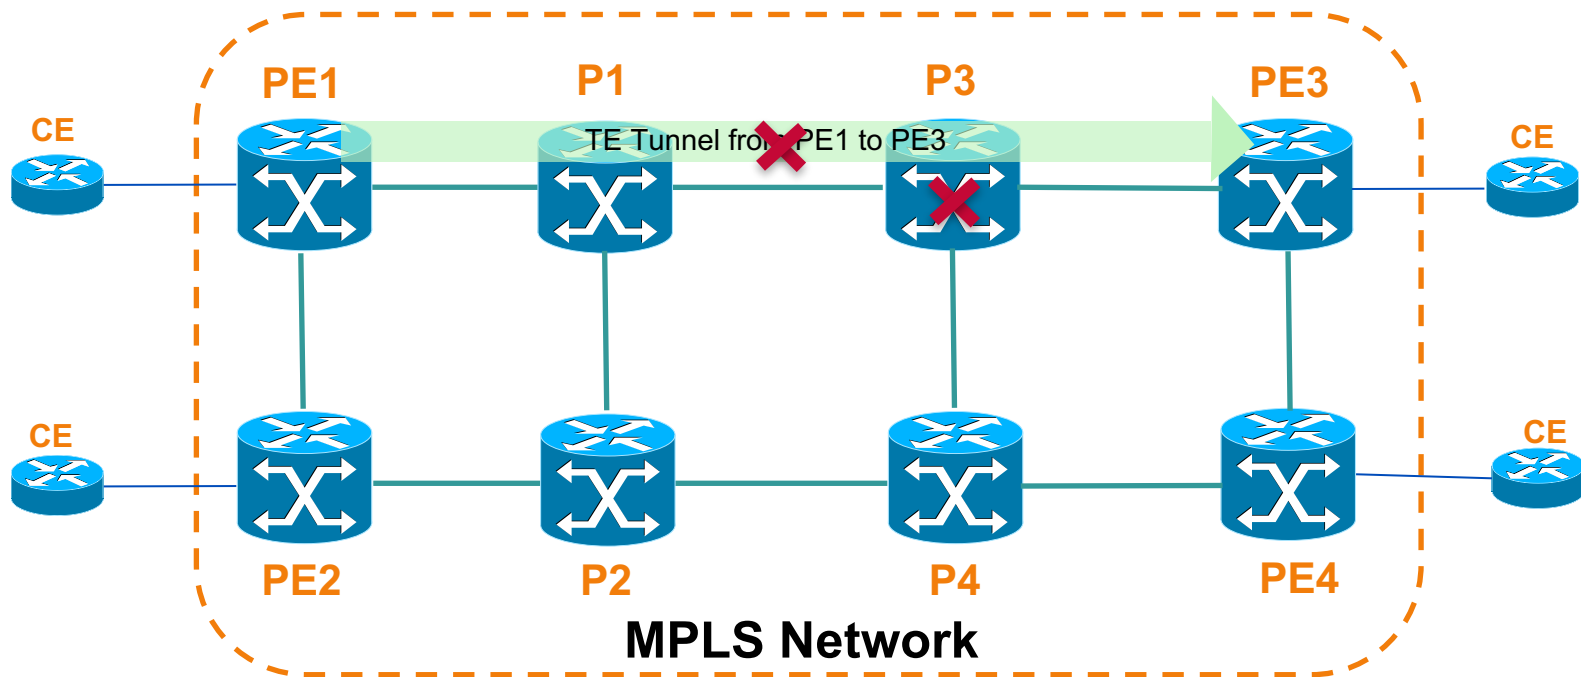 PE1
P1
P3
PE3
CE
CE
TE Tunnel from PE1 to PE3
CE
CE
PE2
P2
P4
PE4
MPLS Network